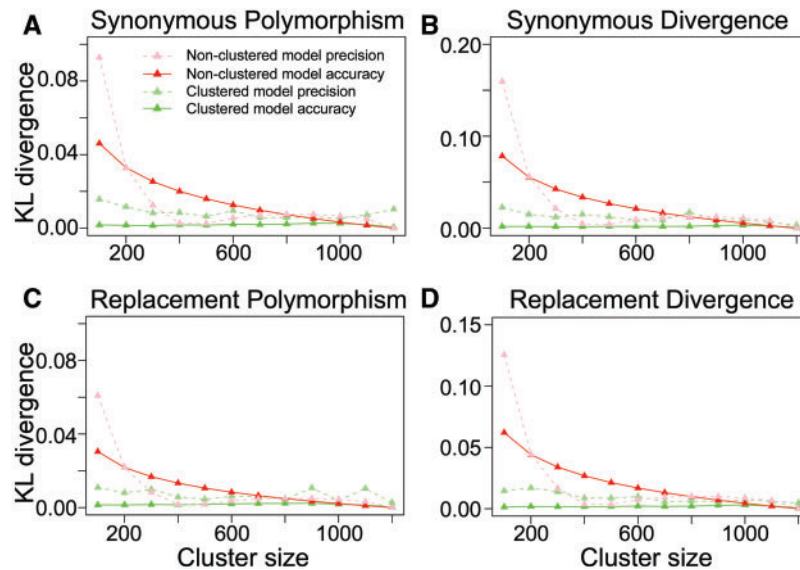 A Synonymous Polymorphism
KL divergence
0.08
0.04
0.00
Non-clustered model precision
Non-clustered model accuracy
Clustered model precision
Clustered model accuracy
200 600 1000
B Synonymous Divergence
0.20
0.10
0.00
200 600 1000
C Replacement Polymorphism
KL divergence
0.08
0.04
0.00
200 600 1000
Cluster size
D Replacement Divergence
0.15
0.10
0.05
0.00
200 600 1000
Cluster size